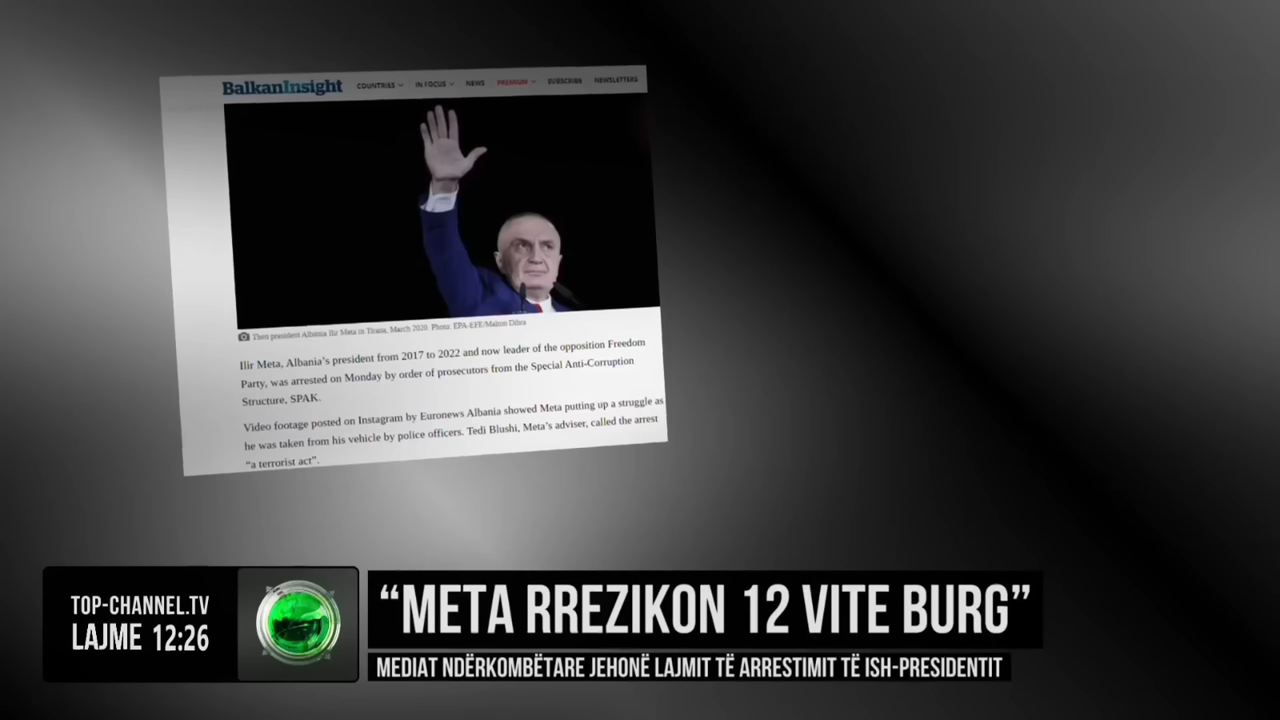 BalkanInsight COUNTRIES IN FOCUS NEWS PREMIUM SUBSCRIBE NEWSLETTERS
Then president Albania Ilir Meta in Tirana, March 2020. Photo: EPA-EFE/Malton Dibra
Ilir Meta, Albania's president from 2017 to 2022 and now leader of the opposition Freedom
Party, was arrested on Monday by order of prosecutors from the Special Anti-Corruption
Structure, SPAK.
Video footage posted on Instagram by Euronews Albania showed Meta putting up a struggle as
he was taken from his vehicle by police officers. Tedi Blushi, Meta's adviser, called the arrest
“a terrorist act”.
TOP-CHANNEL.TV
LAJME 12:26
“META RREZIKON 12 VITE BURG”
MEDIAT NDËRKOMBËTARE JEHONË LAJMIT TË ARRESTIMIT TË ISH-PRESIDENTIT